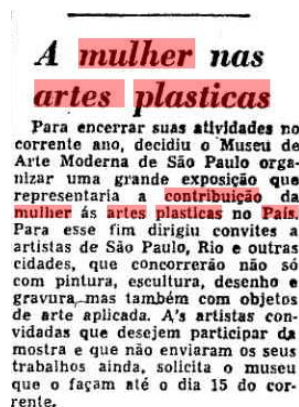 A mulher nas
artes plasticas
Para encerrar suas atividades no
corrente ano, decidiu o Museu de
Arte Moderna de São Paulo orga-
nizar uma grande exposição que
representaria a contribuição da
mulher ás artes plasticas no País.
Para esse fim dirigiu convites a
artistas de São Paulo, Rio e outras
cidades, que concorrerão não só
com pintura, escultura, desenho e
gravura, mas também com objetos
de arte aplicada. A's artistas con-
vidadas que desejem participar da
mostra e que não enviaram os seus
trabalhos ainda, solicita o museu
que o façam até o dia 15 do cor-
rente.